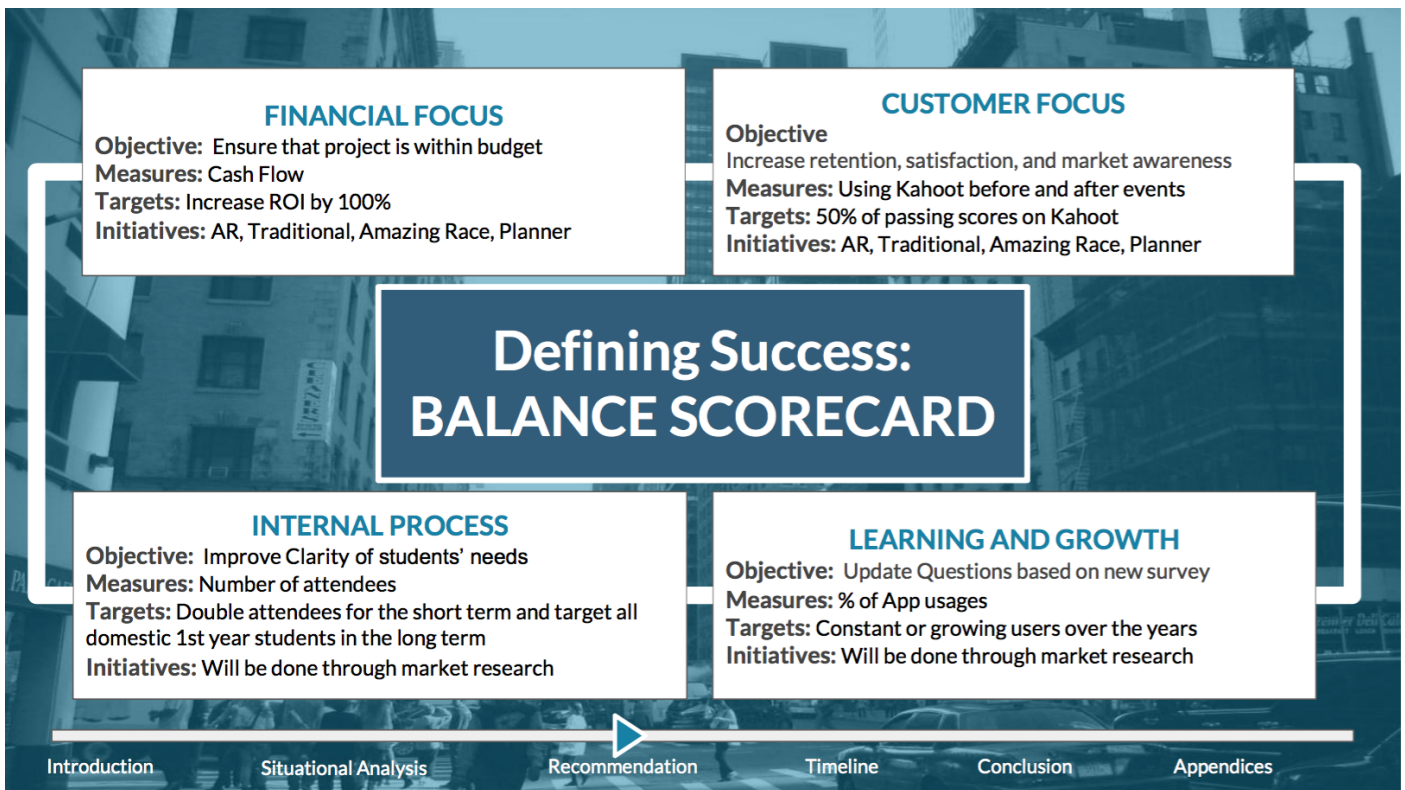 FINANCIAL FOCUS
Objective: Ensure that project is within budget
Measures: Cash Flow
Targets: Increase ROI by 100%
Initiatives: AR, Traditional, Amazing Race, Planner
CUSTOMER FOCUS
Objective
Increase retention, satisfaction, and market awareness
Measures: Using Kahoot before and after events
Targets: 50% of passing scores on Kahoot
Initiatives: AR, Traditional, Amazing Race, Planner
Defining Success:
BALANCE SCORECARD
INTERNAL PROCESS
Objective: Improve Clarity of students' needs
Measures: Number of attendees
Targets: Double attendees for the short term and target all
domestic 1st year students in the long term
Initiatives: Will be done through market research
LEARNING AND GROWTH
Objective: Update Questions based on new survey
Measures: % of App usages
Targets: Constant or growing users over the years
Initiatives: Will be done through market research
Introduction
Situational Analysis
Recommendation
Timeline
Conclusion
Appendices